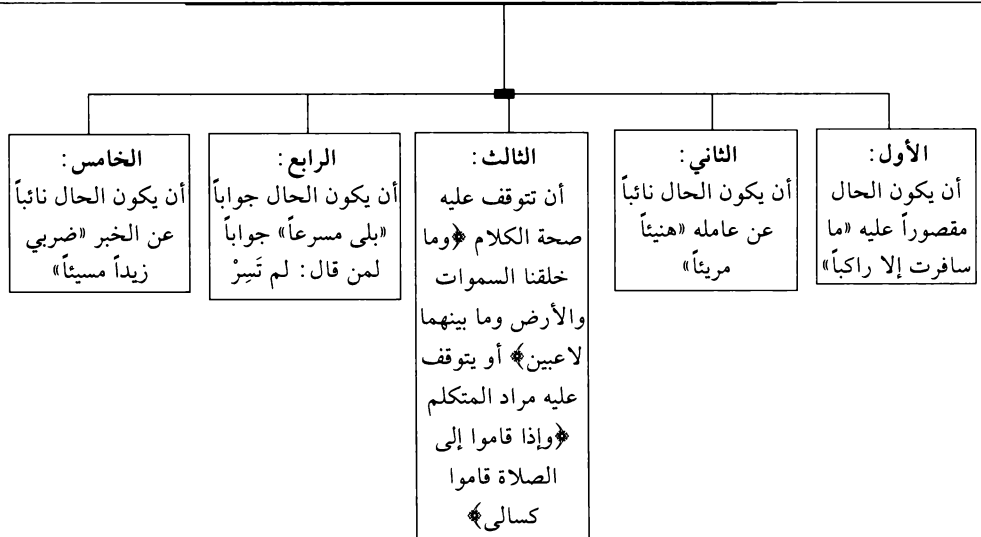 الأول:
أن يكون الحال
مقصوراً عليه «ما
سافرت إلا راكباً»
الثاني:
أن يكون الحال نائباً
عن عامله «هنيئاً
مريئاً»
الثالث:
أن تتوقف عليه
صحة الكلام ﴿وما
خلقنا السموات
والأرض وما بينهما
لاعبين﴾ أو يتوقف
عليه مراد المتكلم
﴿وإذا قاموا إلى
الصلاة قاموا
كسالى﴾
الرابع:
أن يكون الحال جواباً
«بلى مسرعاً» جواباً
لمن قال: لم تَسِرْ
الخامس:
أن يكون الحال نائباً
عن الخبر «ضربي
زيداً مسيئاً»